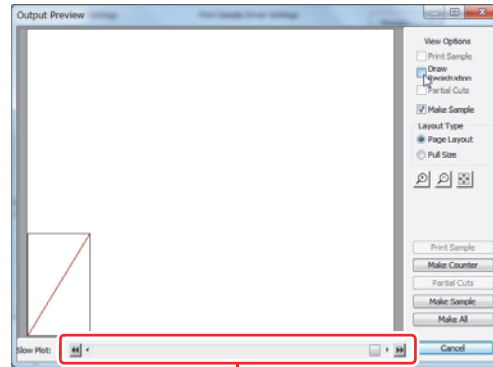 Output Preview
View Options
Print Sample
Draw
Registration
Partial Cuts
Make Sample
Layout Type
Page Layout
Full Size
Print Sample
Make Counter
Partial Cuts
Make Sample
Make All
Slow Plot:
Cancel